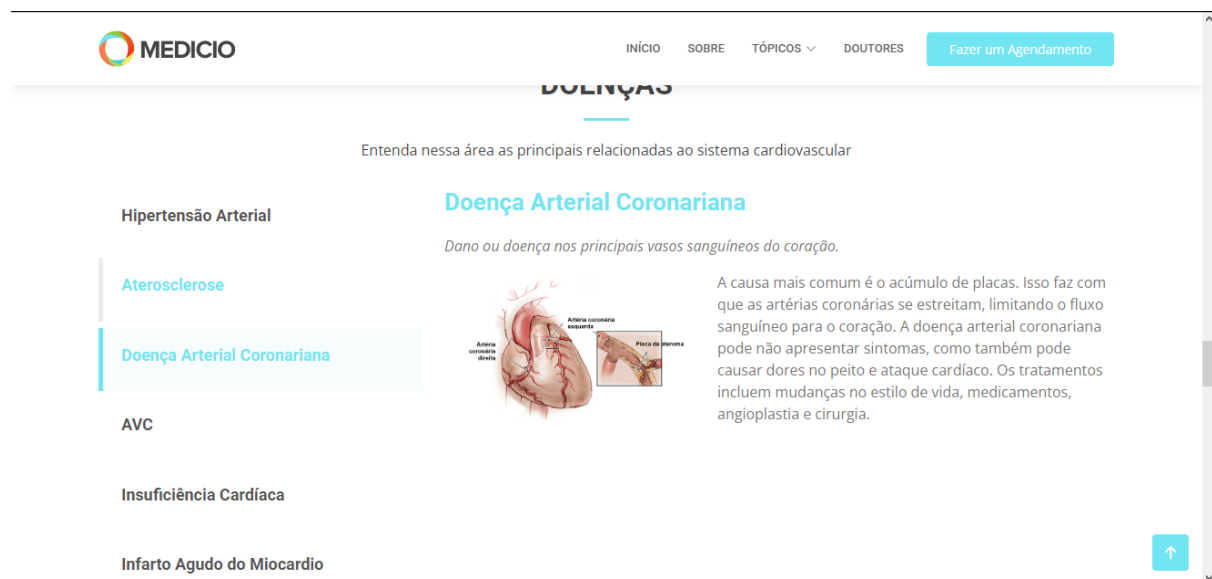 MEDICIO
INÍCIO SOBRE TÓPICOS DOUTORES Fazer um Agendamento
DOENÇAS
Entenda nessa área as principais relacionadas ao sistema cardiovascular
Hipertensão Arterial
Aterosclerose
Doença Arterial Coronariana
AVC
Insuficiência Cardíaca
Infarto Agudo do Miocardio
Doença Arterial Coronariana
Dano ou doença nos principais vasos sanguíneos do coração.
Artéria coronária
esquerda
Artéria
coronária
direita
Placa de ateroma
A causa mais comum é o acúmulo de placas. Isso faz com
que as artérias coronárias se estreitam, limitando o fluxo
sanguíneo para o coração. A doença arterial coronariana
pode não apresentar sintomas, como também pode
causar dores no peito e ataque cardíaco. Os tratamentos
incluem mudanças no estilo de vida, medicamentos,
angioplastia e cirurgia.